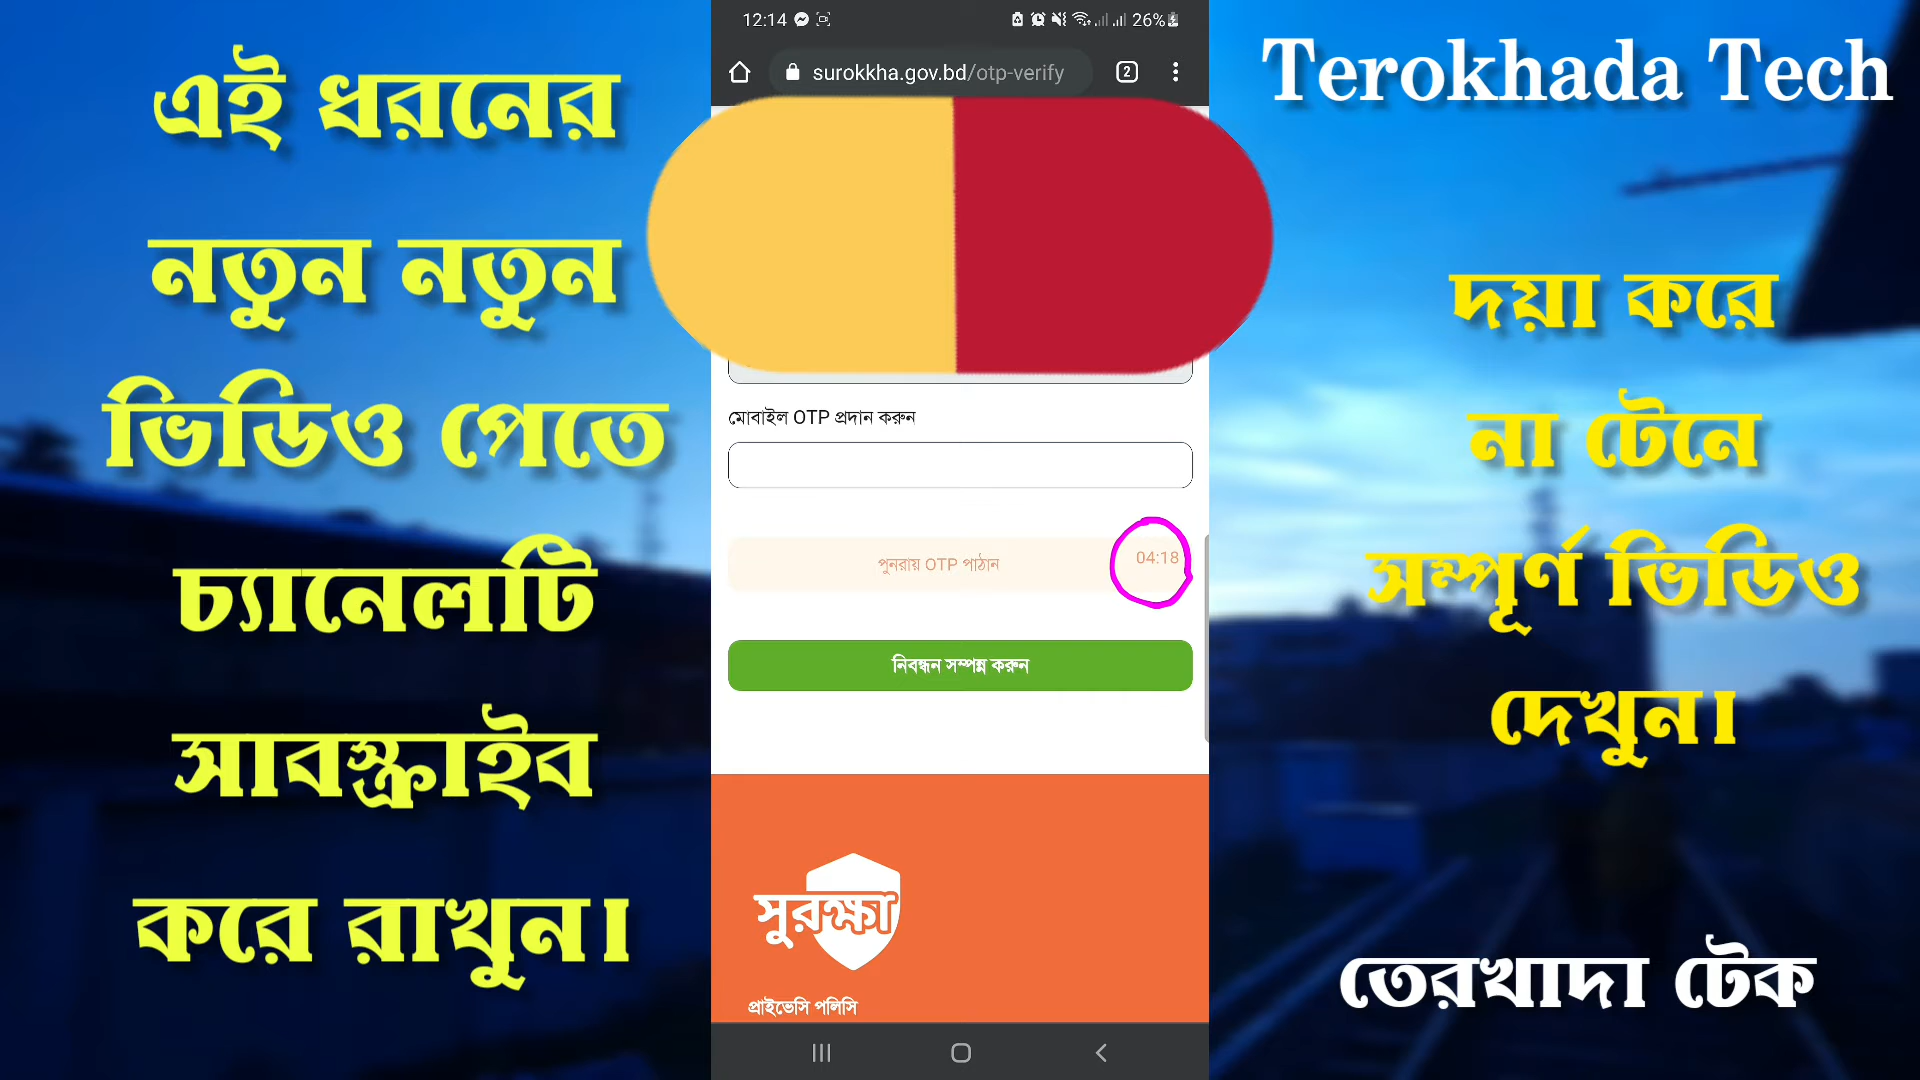 এই ধরনের
নতুন নতুন
ভিডিও পেতে
চ্যানেলটি
সাবস্ক্রাইব
করে রাখুন।
12:14
26%
surokkha.gov.bd/otp-verify
2
মোবাইল OTP প্রদান করুন
পুনরায় OTP পাঠান
04:18
নিবন্ধন সম্পন্ন করুন
সুরক্ষা
প্রাইভেসি পলিসি
Terokhada Tech
দয়া করে
না টেনে
সম্পূর্ণ ভিডিও
দেখুন।
তেরখাদা টেক